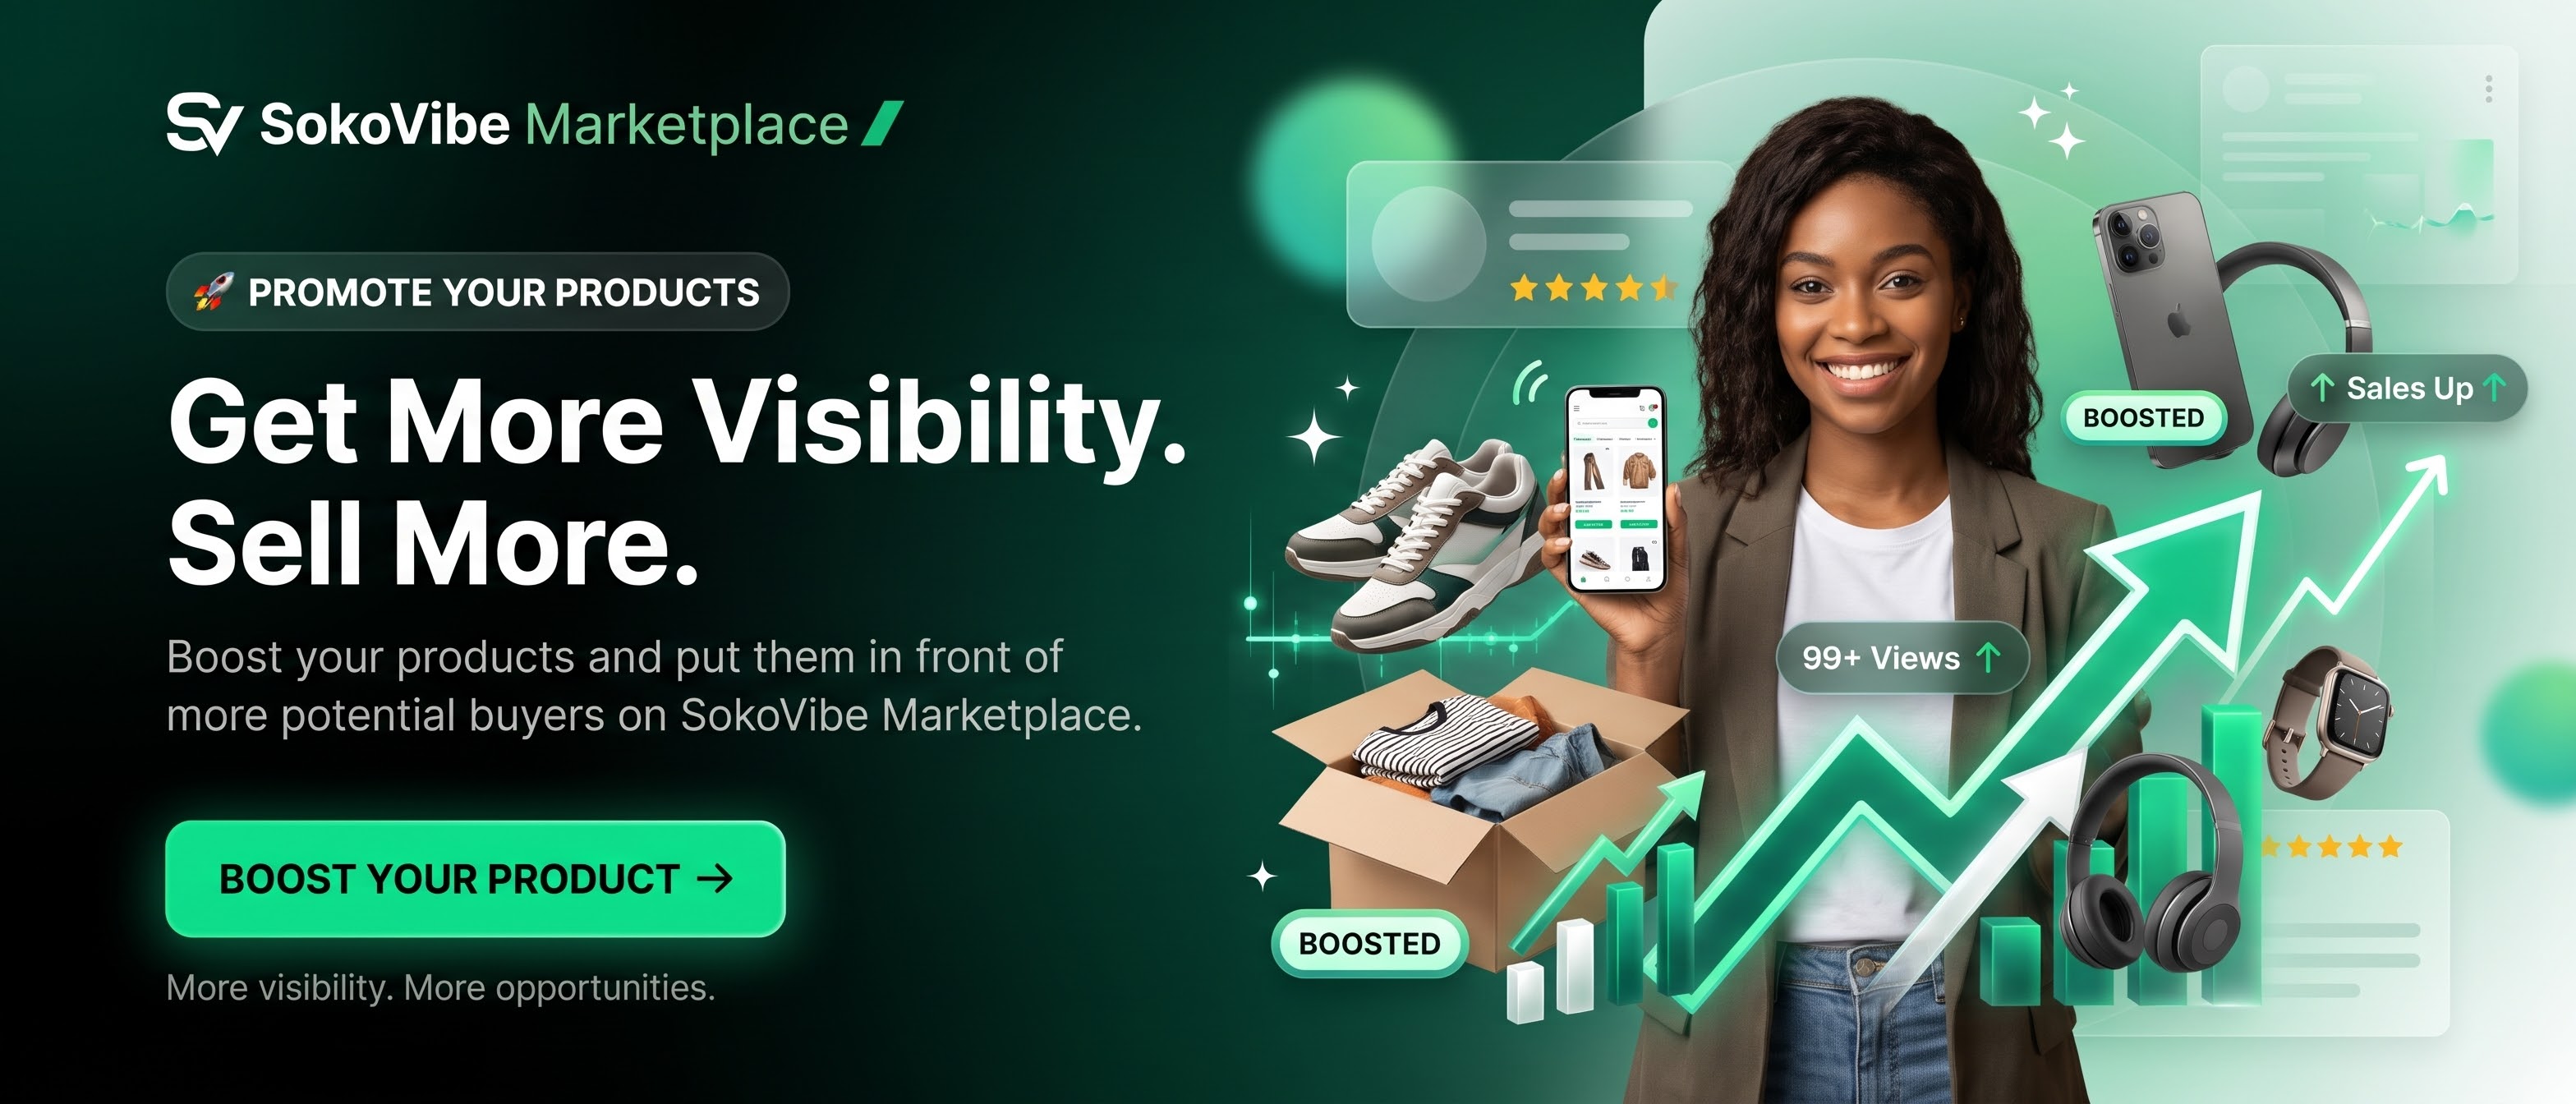 SV SokoVibe Marketplace
🚀 PROMOTE YOUR PRODUCTS
Get More Visibility.
Sell More.
Boost your products and put them in front of
more potential buyers on SokoVibe Marketplace.
BOOST YOUR PRODUCT →
More visibility. More opportunities.
BOOSTED
↑ Sales Up ↑
99+ Views ↑
BOOSTED